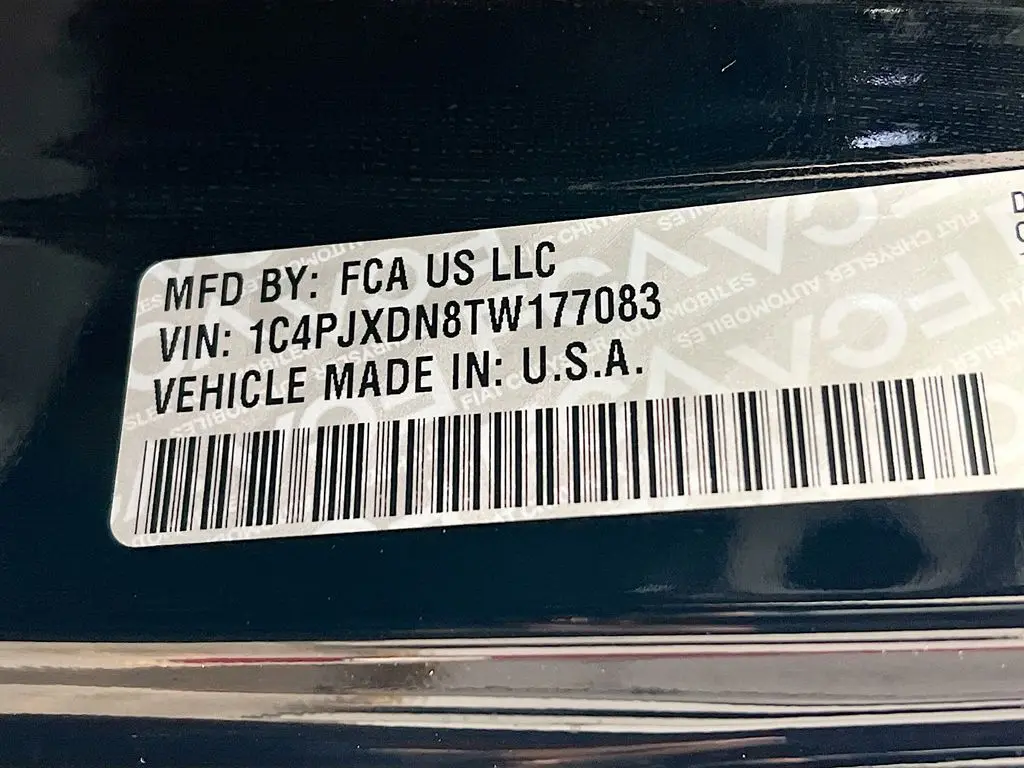 MFD BY: FCA US LLC
VIN: 1C4PJXDN8TW177083
VEHICLE MADE IN: U.S.A.